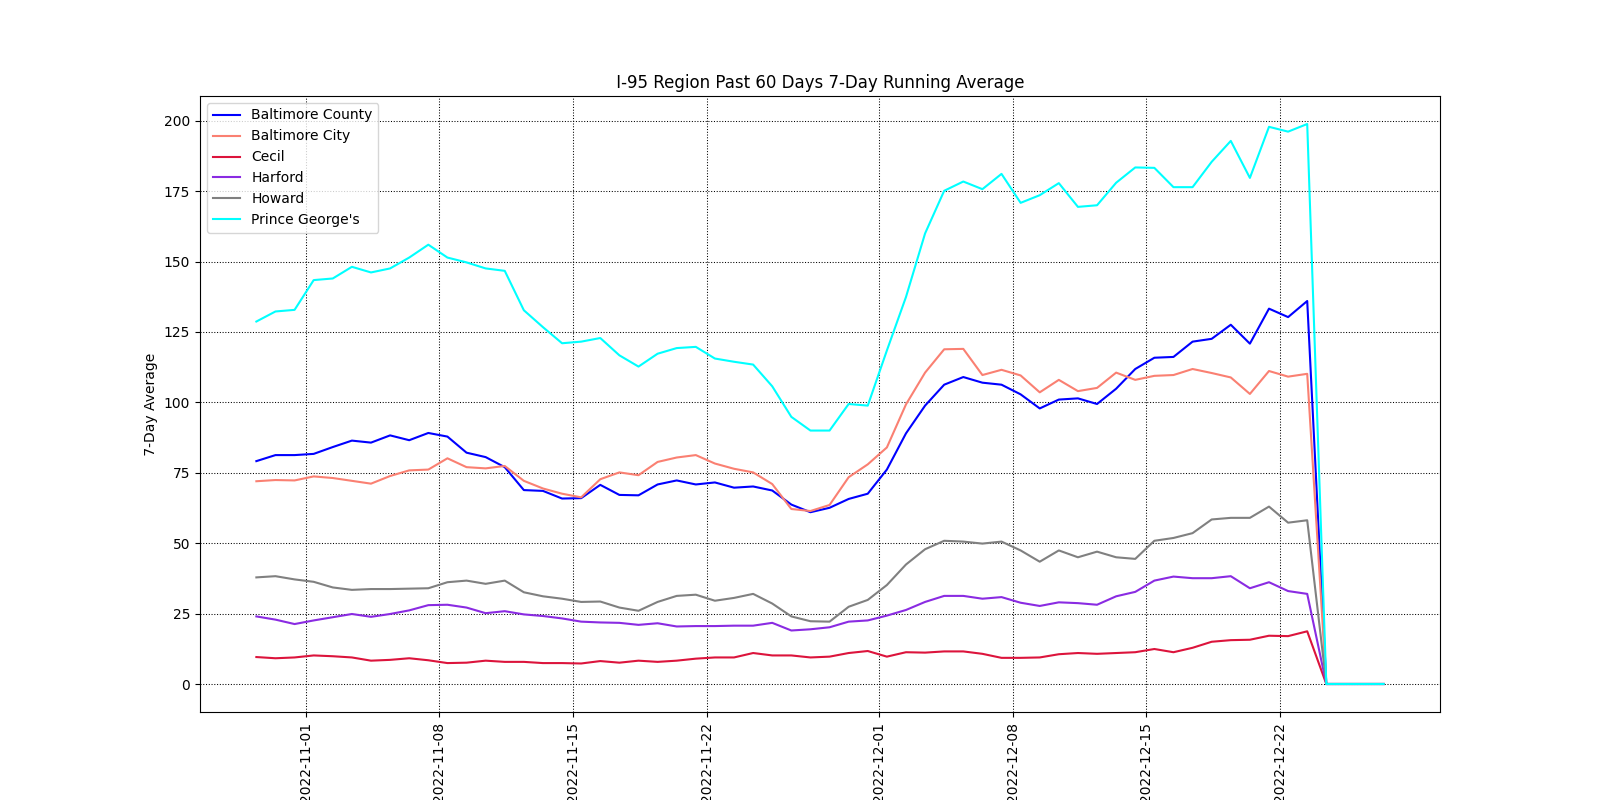 I-95 Region Past 60 Days 7-Day Running Average
Baltimore County
Baltimore City
Cecil
Harford
Howard
Prince George's
200
175
150
125
100
75
50
25
0
7-Day Average
2022-11-01
2022-11-08
2022-11-15
2022-11-22
2022-12-01
2022-12-08
2022-12-15
2022-12-22